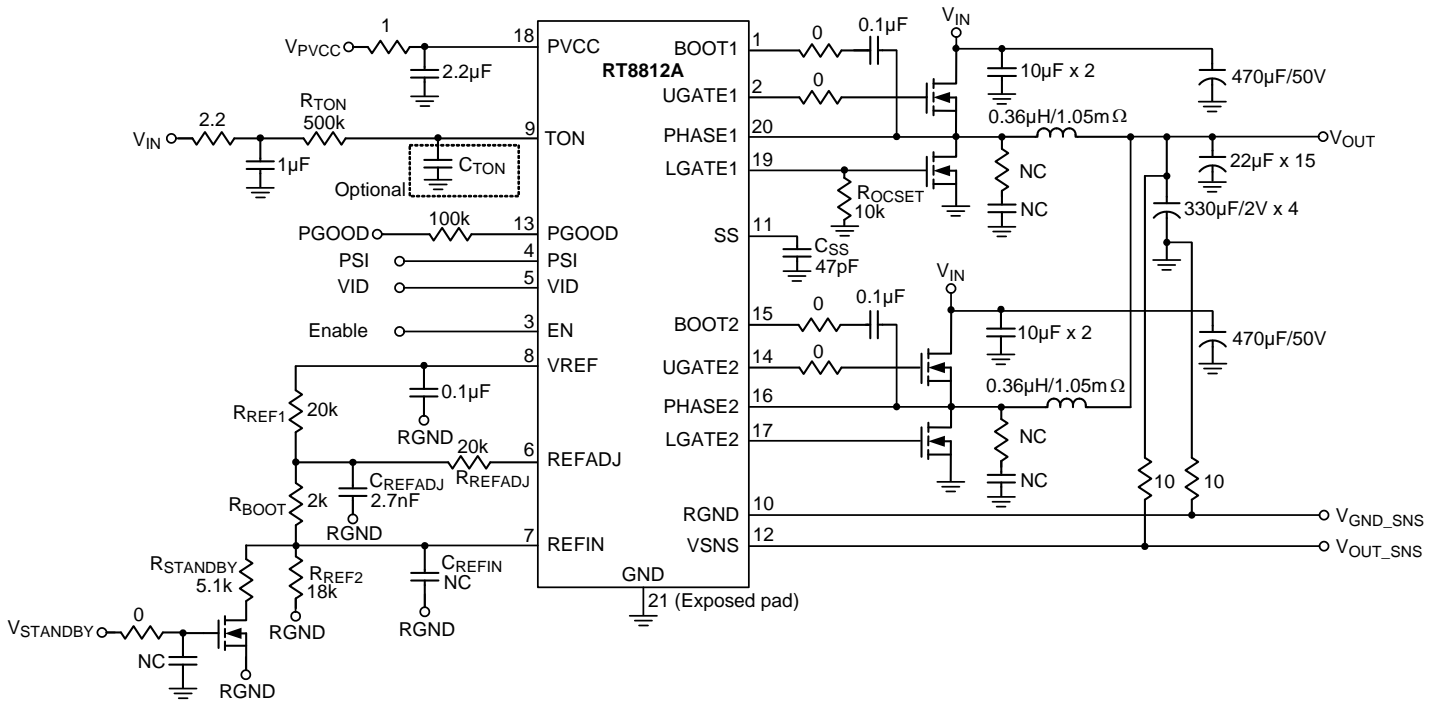 V_PVCC
1
18 PVCC
2.2µF
RT8812A
BOOT1 1
0
0.1µF
V_IN
10µF x 2
470µF/50V
UGATE1 2
0
V_IN
2.2
R_TON
500k
9 TON
1µF
Optional
C_TON
PHASE1 20
0.36µH/1.05mΩ
V_OUT
22µF x 15
LGATE1 19
R_OCSET
10k
NC
NC
330µF/2V x 4
PGOOD
100k
13 PGOOD
PSI
4 PSI
VID
5 VID
Enable
3 EN
SS 11
C_SS
47pF
V_IN
BOOT2 15
0
0.1µF
10µF x 2
470µF/50V
UGATE2 14
0
8 VREF
0.1µF
RGND
R_REF1
20k
PHASE2 16
0.36µH/1.05mΩ
LGATE2 17
NC
NC
20k
R_REFADJ
6 REFADJ
C_REFADJ
2.7nF
RGND
R_BOOT
2k
10
10
RGND 10
V_GND_SNS
VSNS 12
V_OUT_SNS
7 REFIN
R_STANDBY
5.1k
R_REF2
18k
RGND
C_REFIN
NC
RGND
GND
21 (Exposed pad)
V_STANDBY
0
NC
RGND